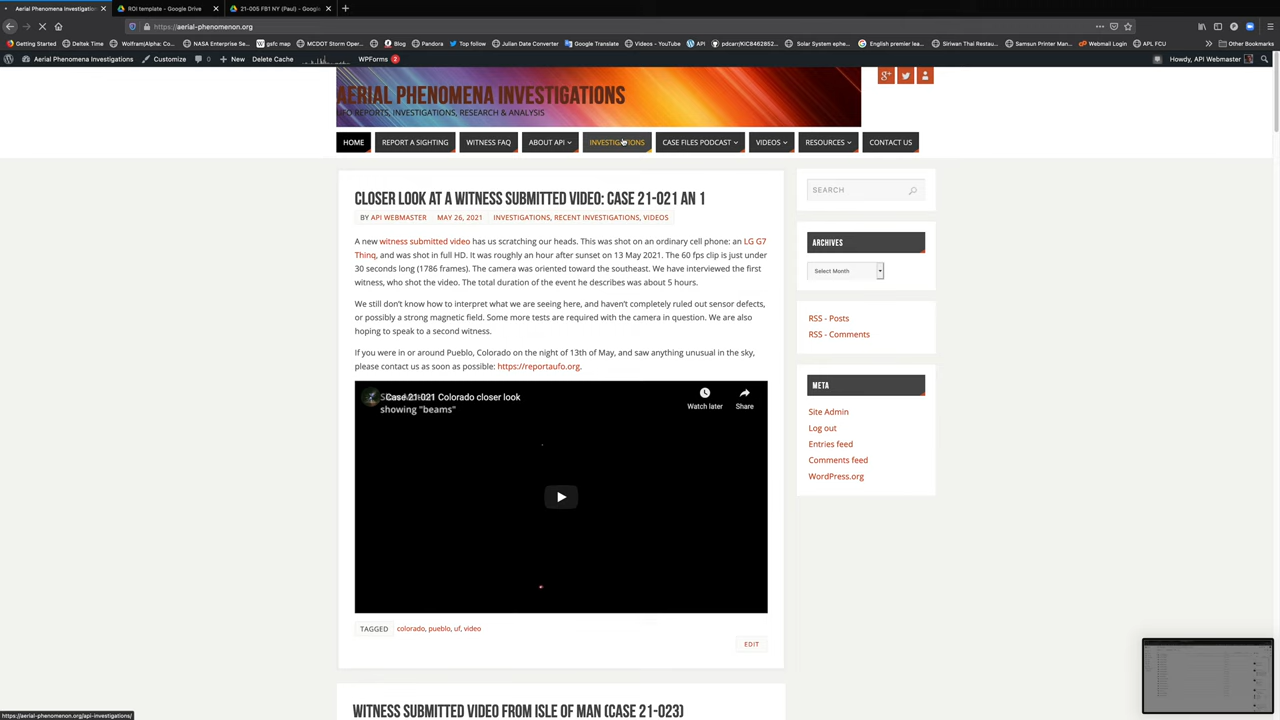 Aerial Phenomena Investigation
ROI template - Google Drive
21-005 FB1 NY (Paul) - Google
https://aerial-phenomenon.org
Getting Started
Deltek Time
WolframAlpha: Comp
NASA Enterprise Se...
gsfc map
MCDOT Storm Oper...
Blog
Pandora
Top follow
Julian Date Converter
Google Translate
Videos - YouTube
API
pdcarr/KIC8462852...
Solar System ephe...
English premier lea...
Siriwan Thai Restau...
Samsun Printer Man...
Webmail Login
APL FCU
Other Bookmarks
Aerial Phenomena Investigations
Customize
0
New
Delete Cache
WPForms 2
Howdy, API Webmaster
AERIAL PHENOMENA INVESTIGATIONS
UFO REPORTS, INVESTIGATIONS, RESEARCH & ANALYSIS
HOME
REPORT A SIGHTING
WITNESS FAQ
ABOUT API
INVESTIGATIONS
CASE FILES PODCAST
VIDEOS
RESOURCES
CONTACT US
CLOSER LOOK AT A WITNESS SUBMITTED VIDEO: CASE 21-021 AN 1
BY API WEBMASTER MAY 26, 2021 INVESTIGATIONS, RECENT INVESTIGATIONS, VIDEOS
A new witness submitted video has us scratching our heads. This was shot on an ordinary cell phone: an LG G7
Thinq, and was shot in full HD. It was roughly an hour after sunset on 13 May 2021. The 60 fps clip is just under
30 seconds long (1786 frames). The camera was oriented toward the southeast. We have interviewed the first
witness, who shot the video. The total duration of the event he describes was about 5 hours.
We still don't know how to interpret what we are seeing here, and haven't completely ruled out sensor defects,
or possibly a strong magnetic field. Some more tests are required with the camera in question. We are also
hoping to speak to a second witness.
If you were in or around Pueblo, Colorado on the night of 13th of May, and saw anything unusual in the sky,
please contact us as soon as possible: https://reportaufo.org.
Case 21-021 Colorado closer look
showing "beams"
Watch later
Share
TAGGED colorado, pueblo, uf, video
EDIT
WITNESS SUBMITTED VIDEO FROM ISLE OF MAN (CASE 21-023)
SEARCH
ARCHIVES
Select Month
RSS - Posts
RSS - Comments
META
Site Admin
Log out
Entries feed
Comments feed
WordPress.org
https://aerial-phenomenon.org/api-investigations/